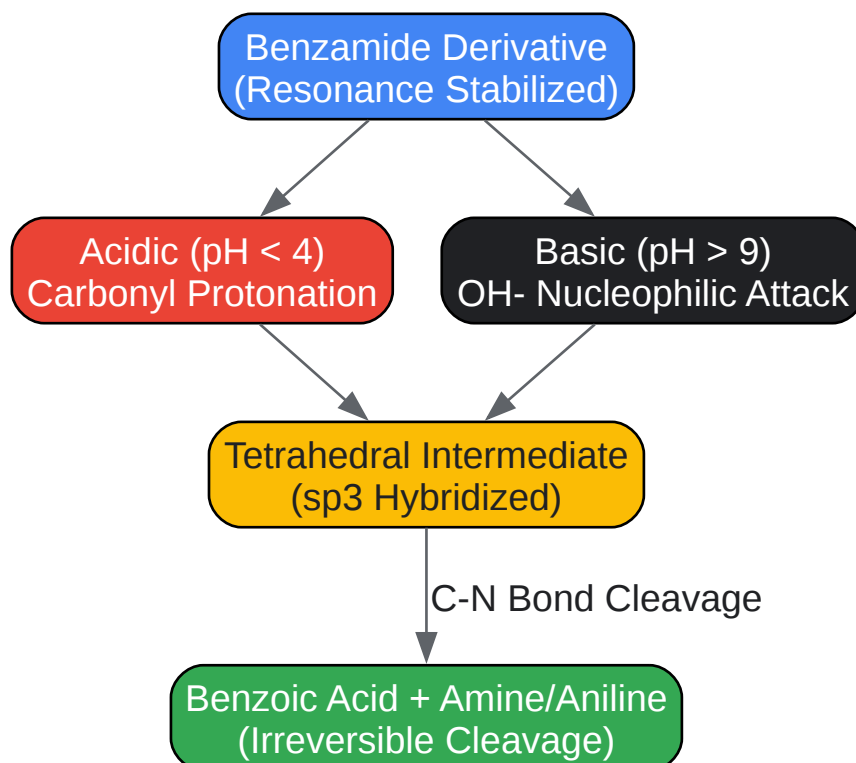 Benzamide Derivative
(Resonance Stabilized)
Acidic (pH < 4)
Carbonyl Protonation
Basic (pH > 9)
OH- Nucleophilic Attack
Tetrahedral Intermediate
(sp3 Hybridized)
C-N Bond Cleavage
Benzoic Acid + Amine/Aniline
(Irreversible Cleavage)